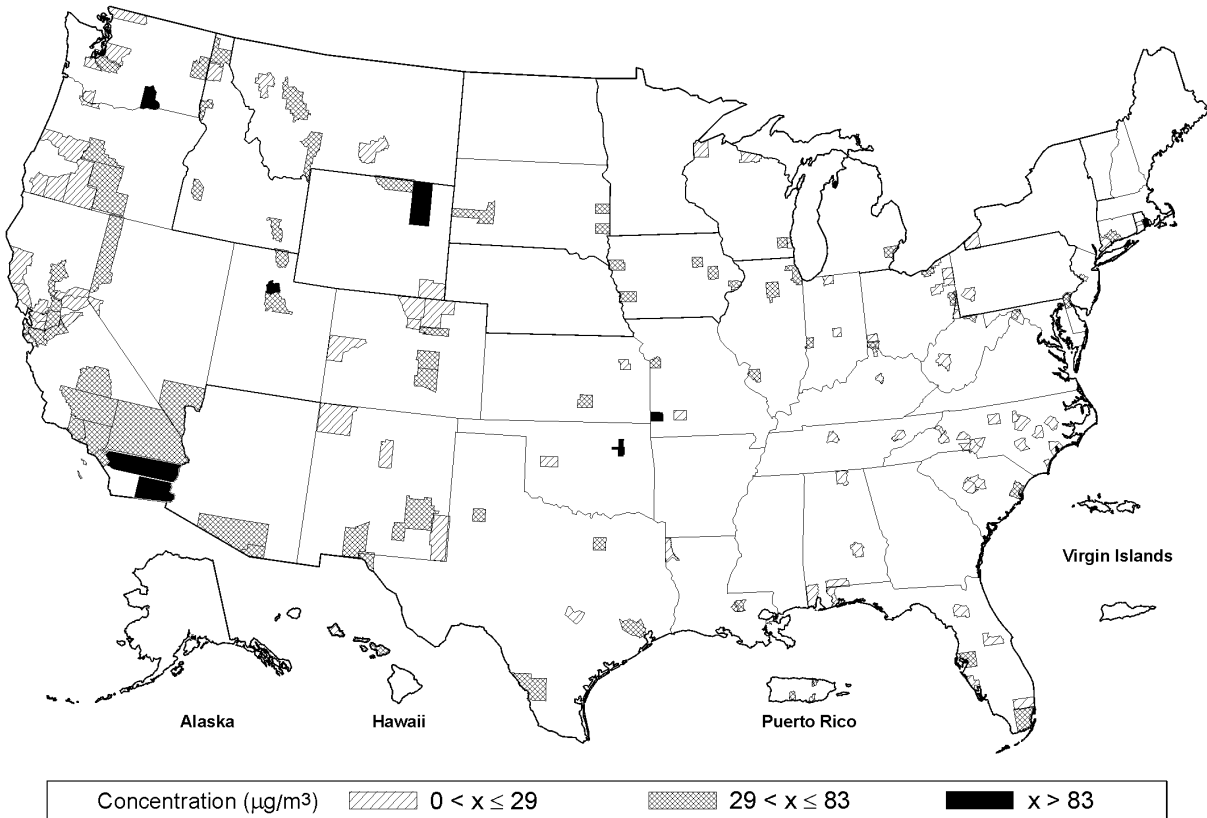 Virgin Islands
Alaska
Hawaii
Puerto Rico
Concentration (μg/m³) 0 < x ≤ 29 29 < x ≤ 83 x > 83